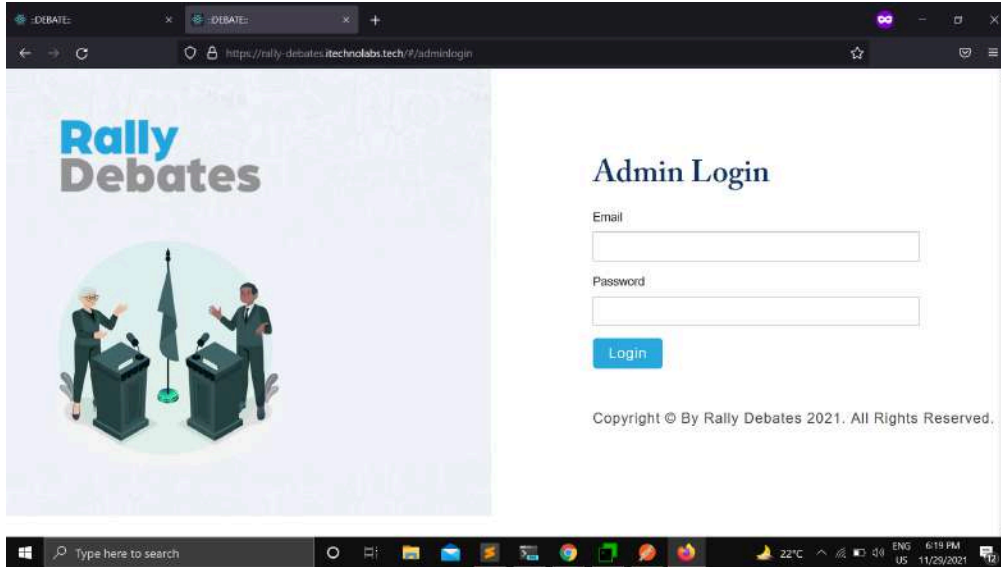 ::DEBATE::
::DEBATE::
https://rally-debates.itechnolabs.tech/#/adminlogin
Rally
Debates
Admin Login
Email
Password
Login
Copyright © By Rally Debates 2021. All Rights Reserved.
Type here to search
22°C
ENG
US
6:19 PM
11/29/2021
12